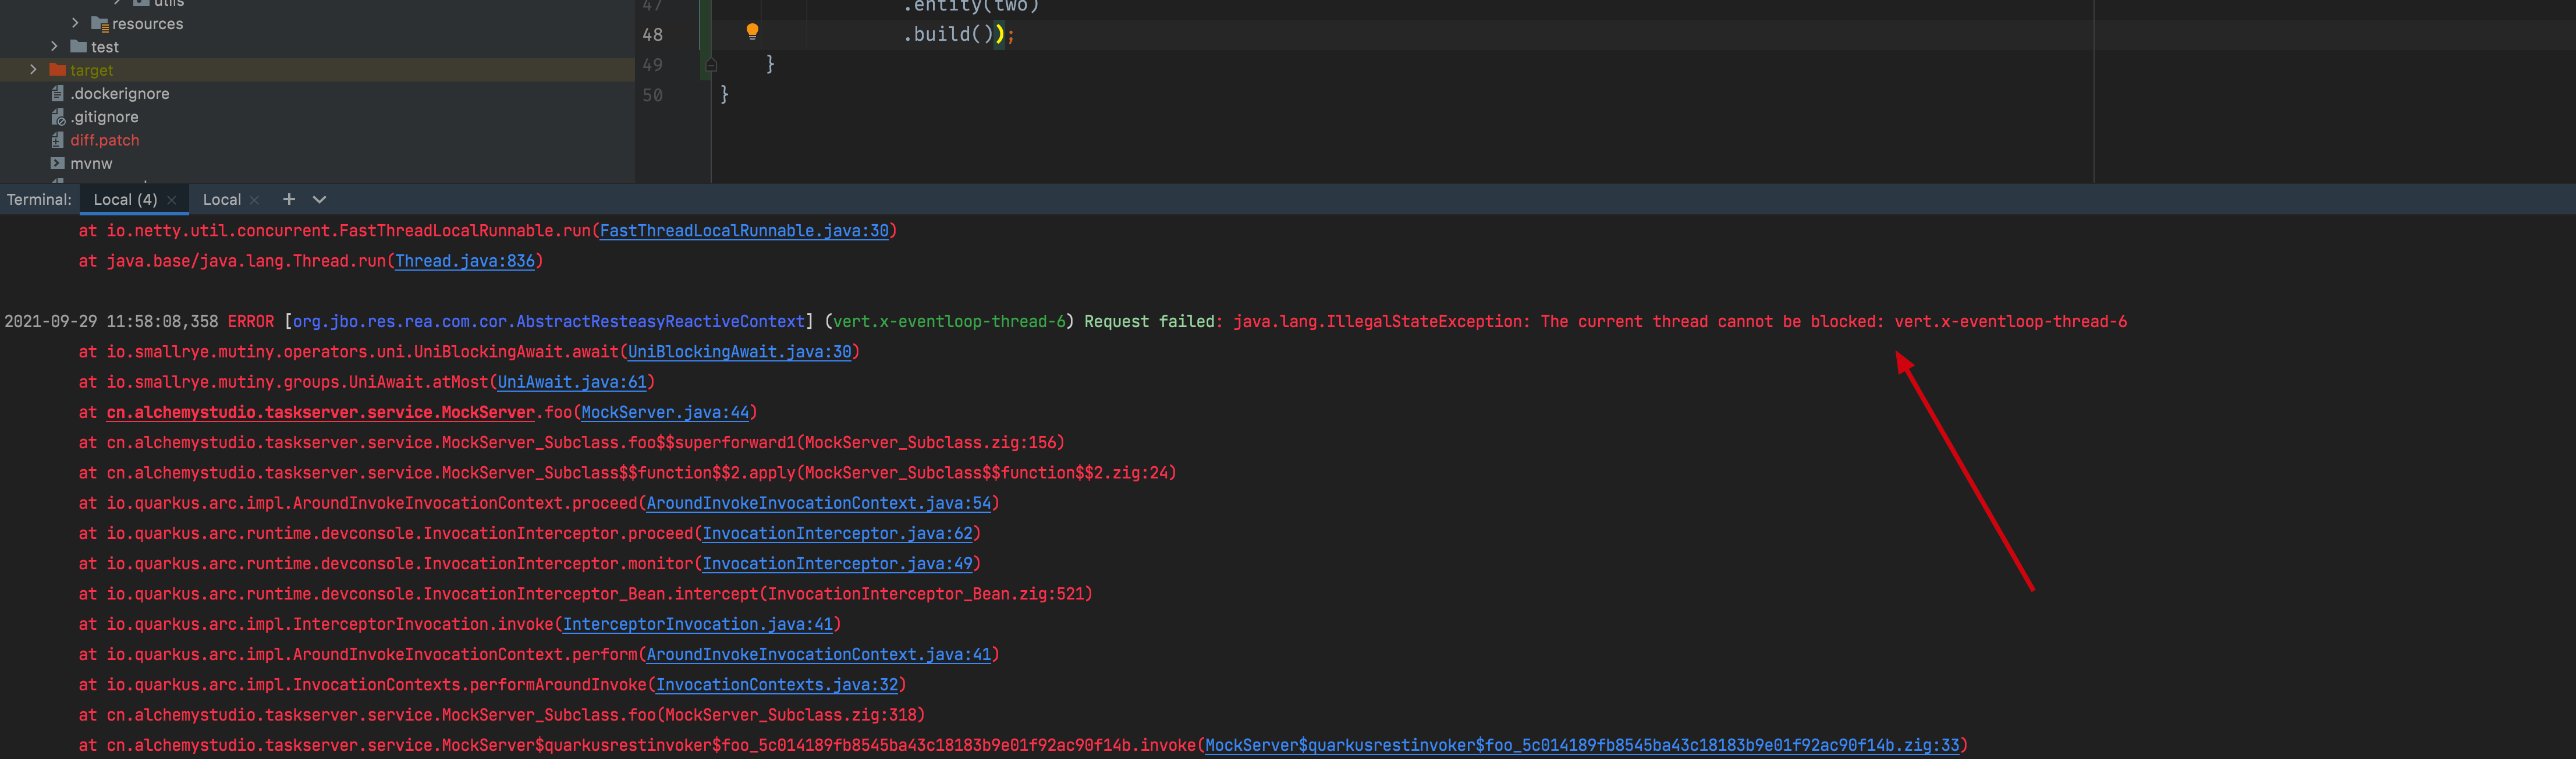 utils
resources
test
target
.dockerignore
.gitignore
diff.patch
mvnw
47 .entity(two)
48 .build());
49 }
50 }
Terminal: Local (4) Local
at io.netty.util.concurrent.FastThreadLocalRunnable.run(FastThreadLocalRunnable.java:30)
at java.base/java.lang.Thread.run(Thread.java:836)
2021-09-29 11:58:08,358 ERROR [org.jbo.res.rea.com.cor.AbstractResteasyReactiveContext] (vert.x-eventloop-thread-6) Request failed: java.lang.IllegalStateException: The current thread cannot be blocked: vert.x-eventloop-thread-6
at io.smallrye.mutiny.operators.uni.UniBlockingAwait.await(UniBlockingAwait.java:30)
at io.smallrye.mutiny.groups.UniAwait.atMost(UniAwait.java:61)
at cn.alchemystudio.taskserver.service.MockServer.foo(MockServer.java:44)
at cn.alchemystudio.taskserver.service.MockServer_Subclass.foo$$superforward1(MockServer_Subclass.zig:156)
at cn.alchemystudio.taskserver.service.MockServer_Subclass$$function$$2.apply(MockServer_Subclass$$function$$2.zig:24)
at io.quarkus.arc.impl.AroundInvokeInvocationContext.proceed(AroundInvokeInvocationContext.java:54)
at io.quarkus.arc.runtime.devconsole.InvocationInterceptor.proceed(InvocationInterceptor.java:62)
at io.quarkus.arc.runtime.devconsole.InvocationInterceptor.monitor(InvocationInterceptor.java:49)
at io.quarkus.arc.runtime.devconsole.InvocationInterceptor_Bean.intercept(InvocationInterceptor_Bean.zig:521)
at io.quarkus.arc.impl.InterceptorInvocation.invoke(InterceptorInvocation.java:41)
at io.quarkus.arc.impl.AroundInvokeInvocationContext.perform(AroundInvokeInvocationContext.java:41)
at io.quarkus.arc.impl.InvocationContexts.performAroundInvoke(InvocationContexts.java:32)
at cn.alchemystudio.taskserver.service.MockServer_Subclass.foo(MockServer_Subclass.zig:318)
at cn.alchemystudio.taskserver.service.MockServer$quarkusrestinvoker$foo_5c014189fb8545ba43c18183b9e01f92ac90f14b.invoke(MockServer$quarkusrestinvoker$foo_5c014189fb8545ba43c18183b9e01f92ac90f14b.zig:33)